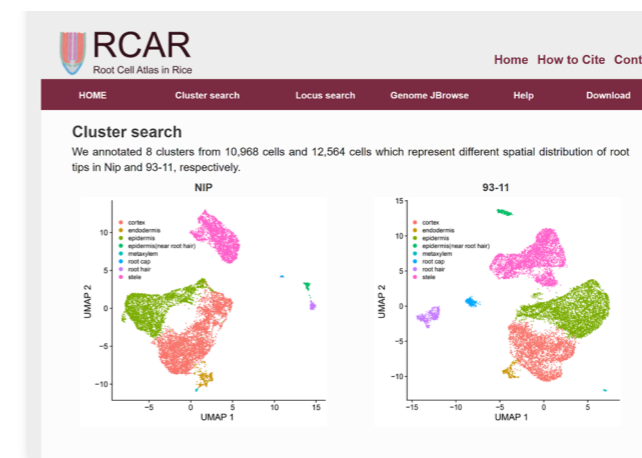 RCAR
Root Cell Atlas in Rice
Home How to Cite Cont
HOME Cluster search Locus search Genome JBrowse Help Download
Cluster search
We annotated 8 clusters from 10,968 cells and 12,564 cells which represent different spatial distribution of root
tips in Nip and 93-11, respectively.
NIP
cortex
endodermis
epidermis
epidermis(near root hair)
metaxylem
root cap
root hair
stele
UMAP 2
10
5
0
−5
−10
−5 0 5 10 15
UMAP 1
93-11
cortex
endodermis
epidermis
epidermis(near root hair)
metaxylem
root cap
root hair
stele
UMAP 2
15
10
5
0
−5
−10
−15 −10 −5 0 5
UMAP 1